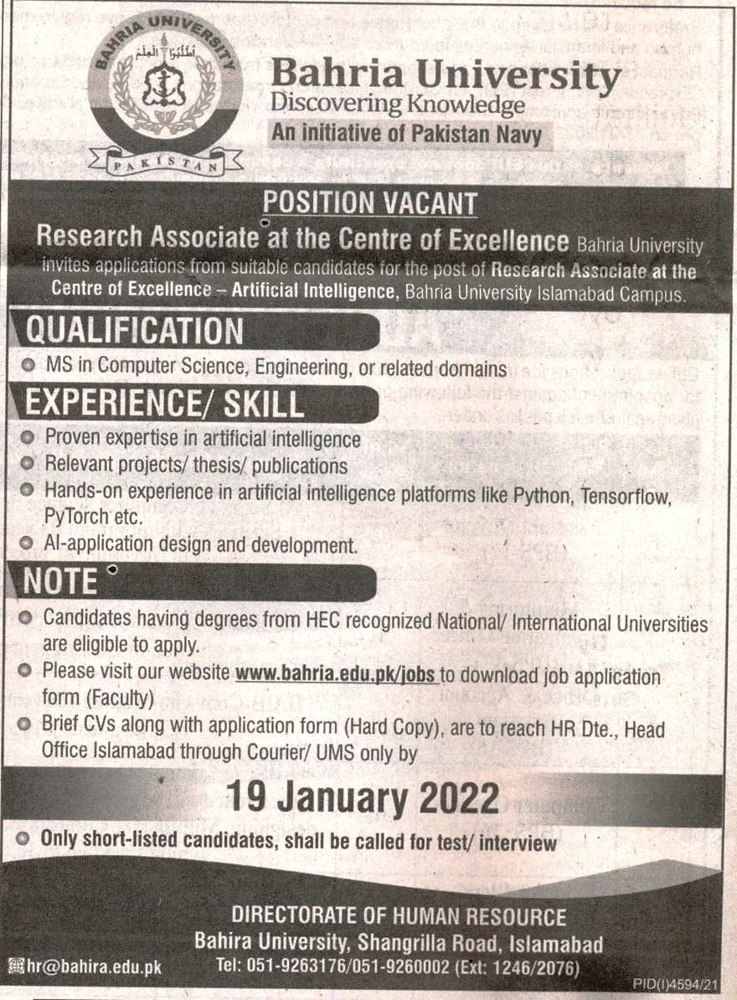 BAHRIA UNIVERSITY
PAKISTAN
Bahria University
Discovering Knowledge
An initiative of Pakistan Navy
POSITION VACANT
Research Associate at the Centre of Excellence Bahria University
invites applications from suitable candidates for the post of Research Associate at the
Centre of Excellence – Artificial Intelligence, Bahria University Islamabad Campus.
QUALIFICATION
MS in Computer Science, Engineering, or related domains
EXPERIENCE/ SKILL
Proven expertise in artificial intelligence
Relevant projects/ thesis/ publications
Hands-on experience in artificial intelligence platforms like Python, Tensorflow,
PyTorch etc.
AI-application design and development.
NOTE
Candidates having degrees from HEC recognized National/ International Universities
are eligible to apply.
Please visit our website www.bahria.edu.pk/jobs to download job application
form (Faculty)
Brief CVs along with application form (Hard Copy), are to reach HR Dte., Head
Office Islamabad through Courier/ UMS only by
19 January 2022
Only short-listed candidates, shall be called for test/ interview
DIRECTORATE OF HUMAN RESOURCE
Bahira University, Shangrilla Road, Islamabad
hr@bahira.edu.pk Tel: 051-9263176/051-9260002 (Ext: 1246/2076)
PID(I)4594/21